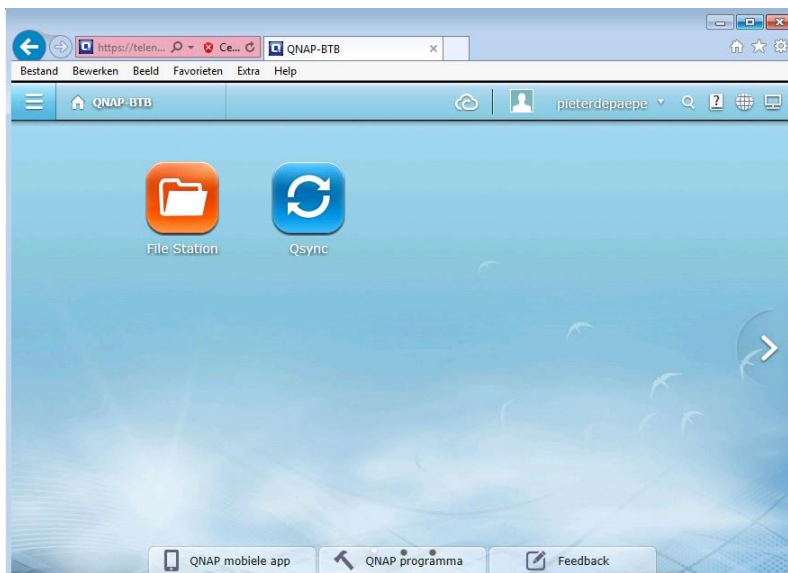 https://telen... Ce... QNAP-BTB
Bestand Bewerken Beeld Favorieten Extra Help
QNAP-BTB pieterdepaepe ?
File Station Qsync
QNAP mobiele app QNAP programma Feedback